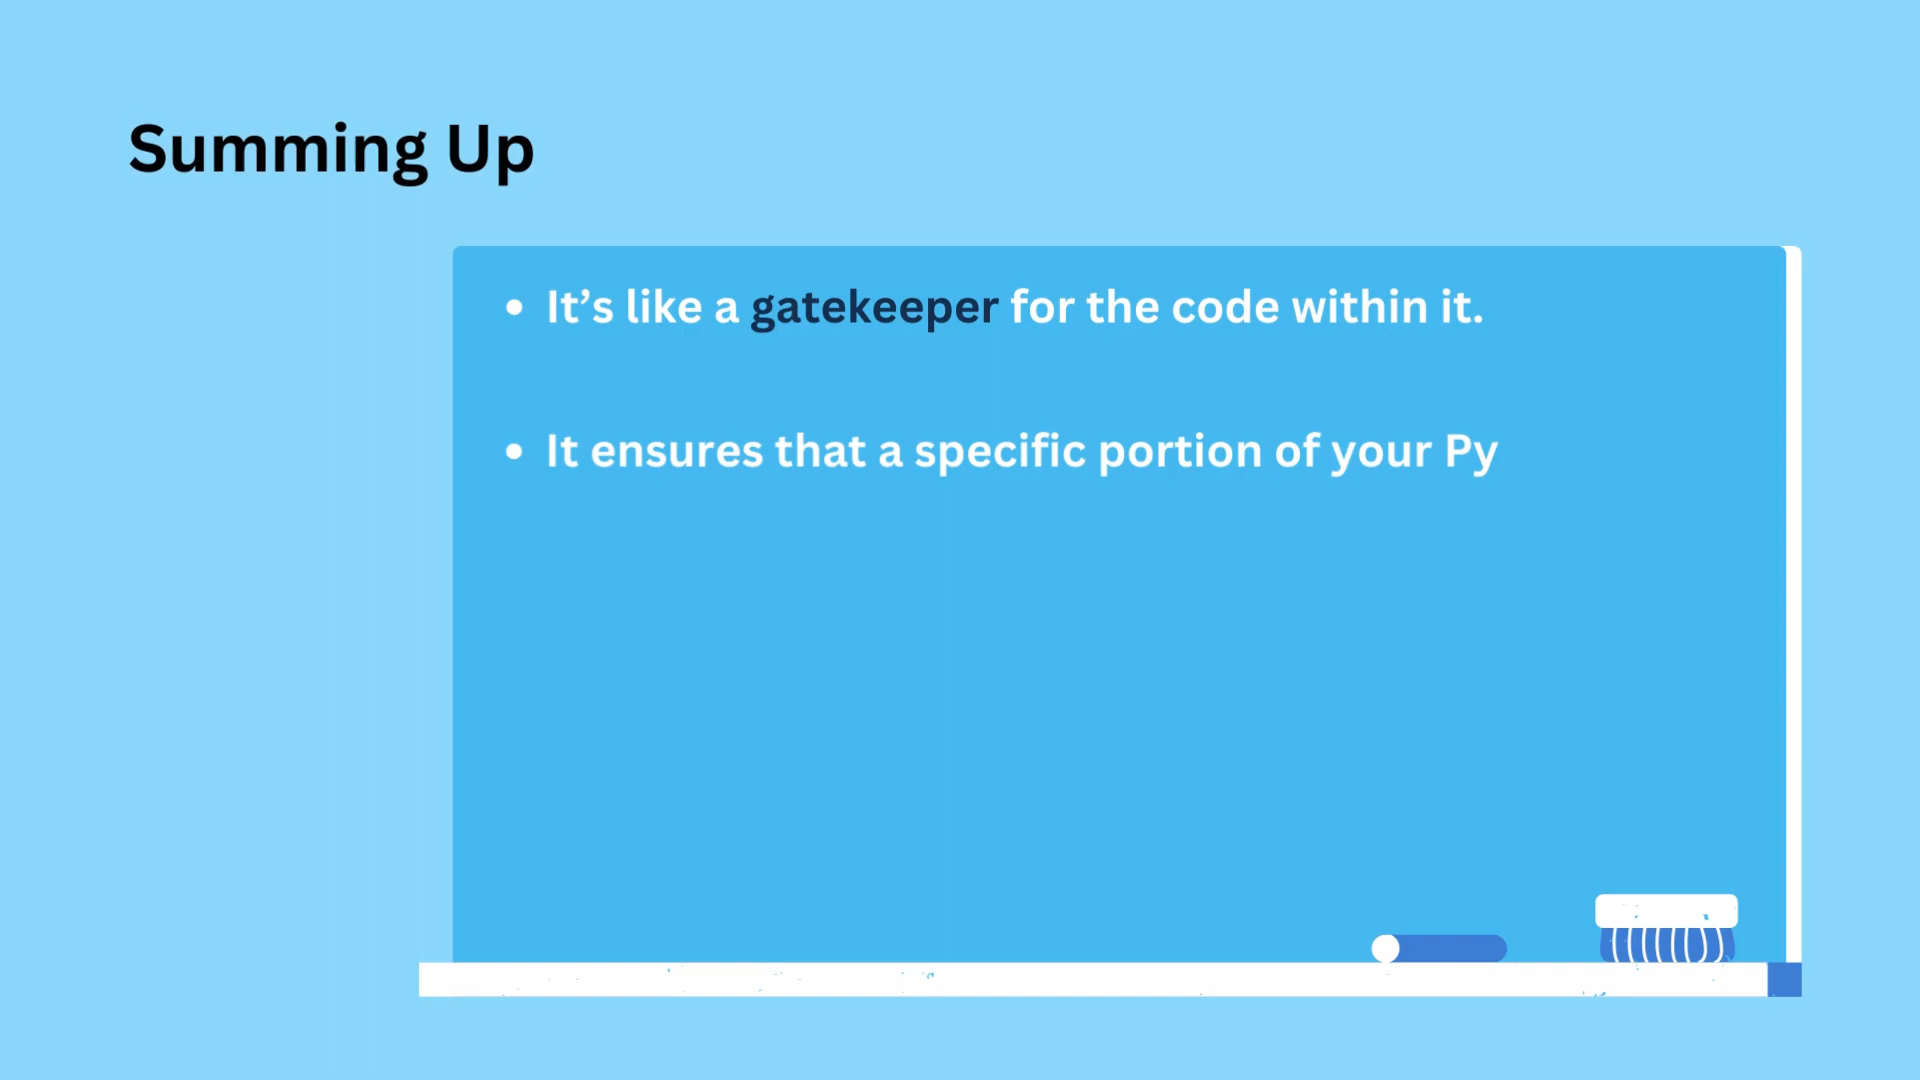 Summing Up
• It’s like a gatekeeper for the code within it.
• It ensures that a specific portion of your Py